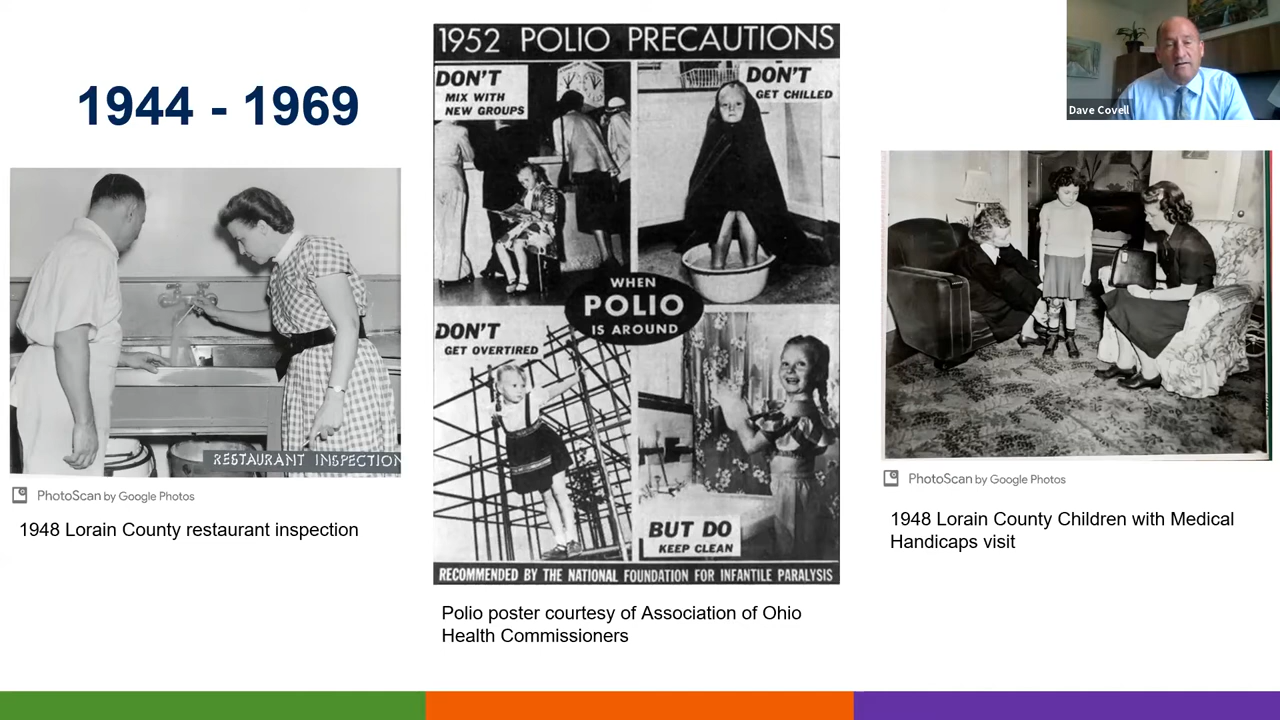 1944 - 1969
RESTAURANT INSPECTION
PhotoScan by Google Photos
1948 Lorain County restaurant inspection
1952 POLIO PRECAUTIONS
DON'T
MIX WITH
NEW GROUPS
DON'T
GET CHILLED
WHEN
POLIO
IS AROUND
DON'T
GET OVERTIRED
BUT DO
KEEP CLEAN
RECOMMENDED BY THE NATIONAL FOUNDATION FOR INFANTILE PARALYSIS
Polio poster courtesy of Association of Ohio
Health Commissioners
Dave Covell
PhotoScan by Google Photos
1948 Lorain County Children with Medical
Handicaps visit